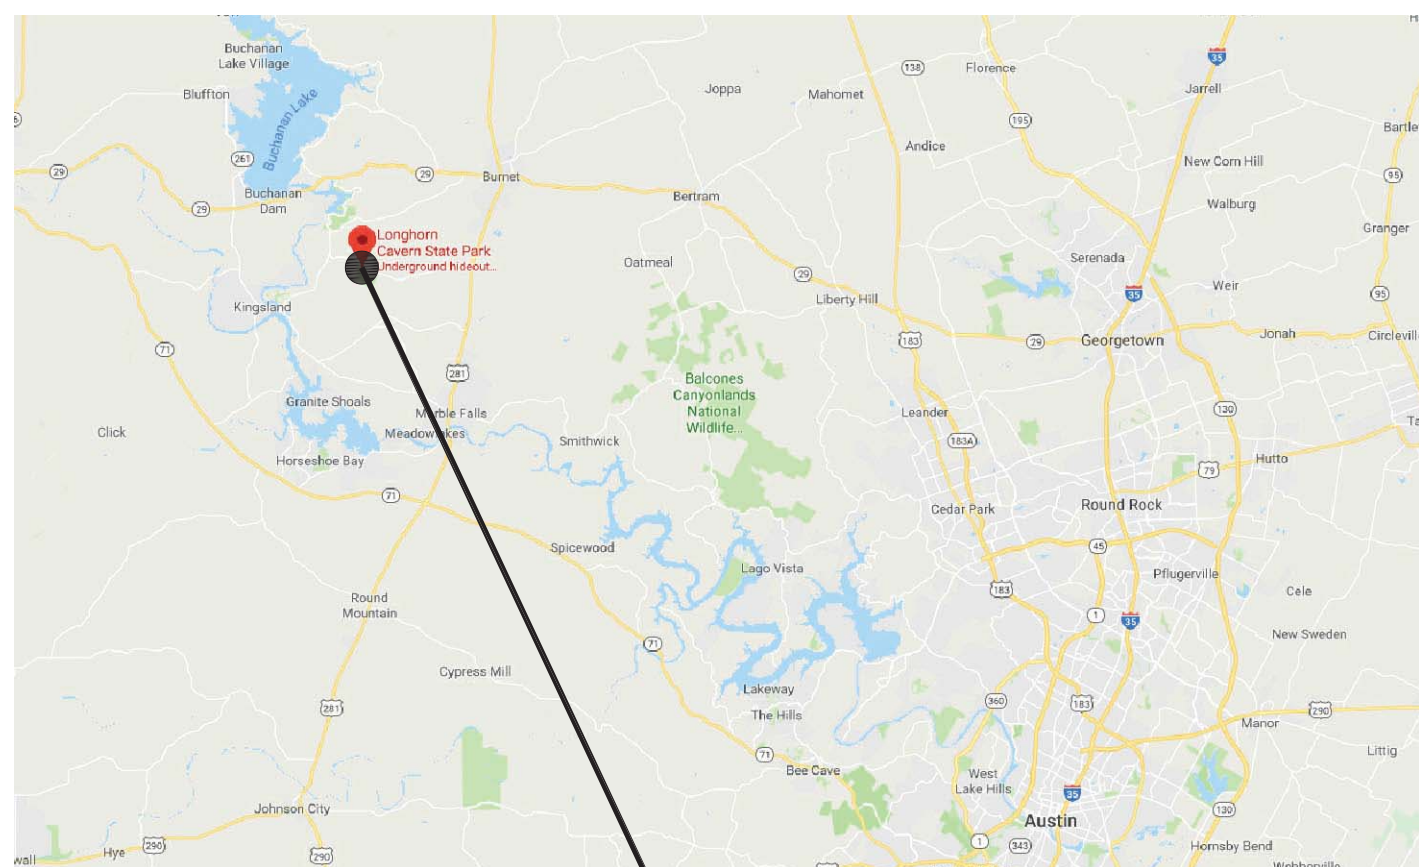 Buchanan
Lake Village
138
Florence
35
Bluffton
Joppa
Mahomet
Jarrell
Buchanan Lake
195
Andice
261
New Corn Hill
29
29
Burnet
95
Buchanan
Dam
29
Bertram
Walburg
Granger
Longhorn
Cavern State Park
Underground hideout...
Oatmeal
29
Serenada
Weir
35
95
Kingsland
Liberty Hill
71
183
29
Georgetown
Jonah
281
Balcones
Canyonlands
National
Wildlife...
Granite Shoals
Marble Falls
Leander
130
Click
Meadowlakes
Smithwick
183A
Horseshoe Bay
Hutto
79
71
Cedar Park
Round Rock
Spicewood
45
Lago Vista
Pflugerville
183
Cele
Round
Mountain
1
35
New Sweden
71
Cypress Mill
Lakeway
The Hills
360
183
281
290
Manor
71
Littig
Bee Cave
West
Lake Hills
35
Johnson City
130
Austin
1
343
Hornsby Bend
Hye
290
290